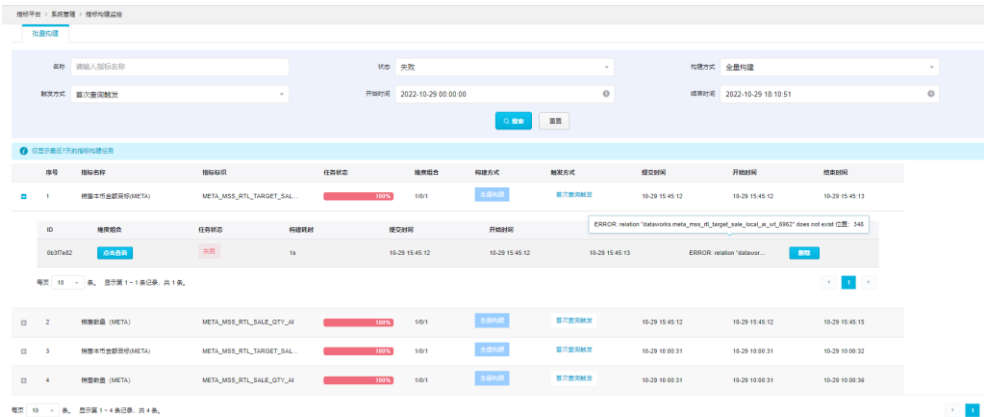 指标平台 > 系统管理 > 指标构建监控
批量构建
名称 请输入指标名称 状态 失败 构建方式 全量构建
触发方式 首次查询触发 开始时间 2022-10-29 00:00:00 结束时间 2022-10-29 18:10:51
搜索 重置
仅显示最近7天的指标构建任务
序号 指标名称 指标标识 任务状态 维度组合 构建方式 触发方式 提交时间 开始时间 结束时间
1 销售本币金额目标(META) META_MSS_RTL_TARGET_SAL... 100% 1/0/1 全量构建 首次查询触发 10-29 15:45:12 10-29 15:45:12 10-29 15:45:13
ERROR: relation "dataworks.meta_mss_rtl_target_sale_local_ai_wt_6962" does not exist 位置：348
ID 维度组合 任务状态 构建耗时 提交时间 开始时间
0b3f7e82 点击查询 失败 1s 10-29 15:45:12 10-29 15:45:12 10-29 15:45:13 ERROR: relation "datawor... 删除
每页 10 条。 显示第 1 - 1 条记录，共 1 条。 1
2 销售数量 (META) META_MSS_RTL_SALE_QTY_AI 100% 1/0/1 全量构建 首次查询触发 10-29 15:45:12 10-29 15:45:12 10-29 15:45:15
3 销售本币金额目标(META) META_MSS_RTL_TARGET_SAL... 100% 1/0/1 全量构建 首次查询触发 10-29 10:00:31 10-29 10:00:31 10-29 10:00:32
4 销售数量 (META) META_MSS_RTL_SALE_QTY_AI 100% 1/0/1 全量构建 首次查询触发 10-29 10:00:31 10-29 10:00:31 10-29 10:00:36
每页 10 条。 显示第 1 - 4 条记录，共 4 条。 1